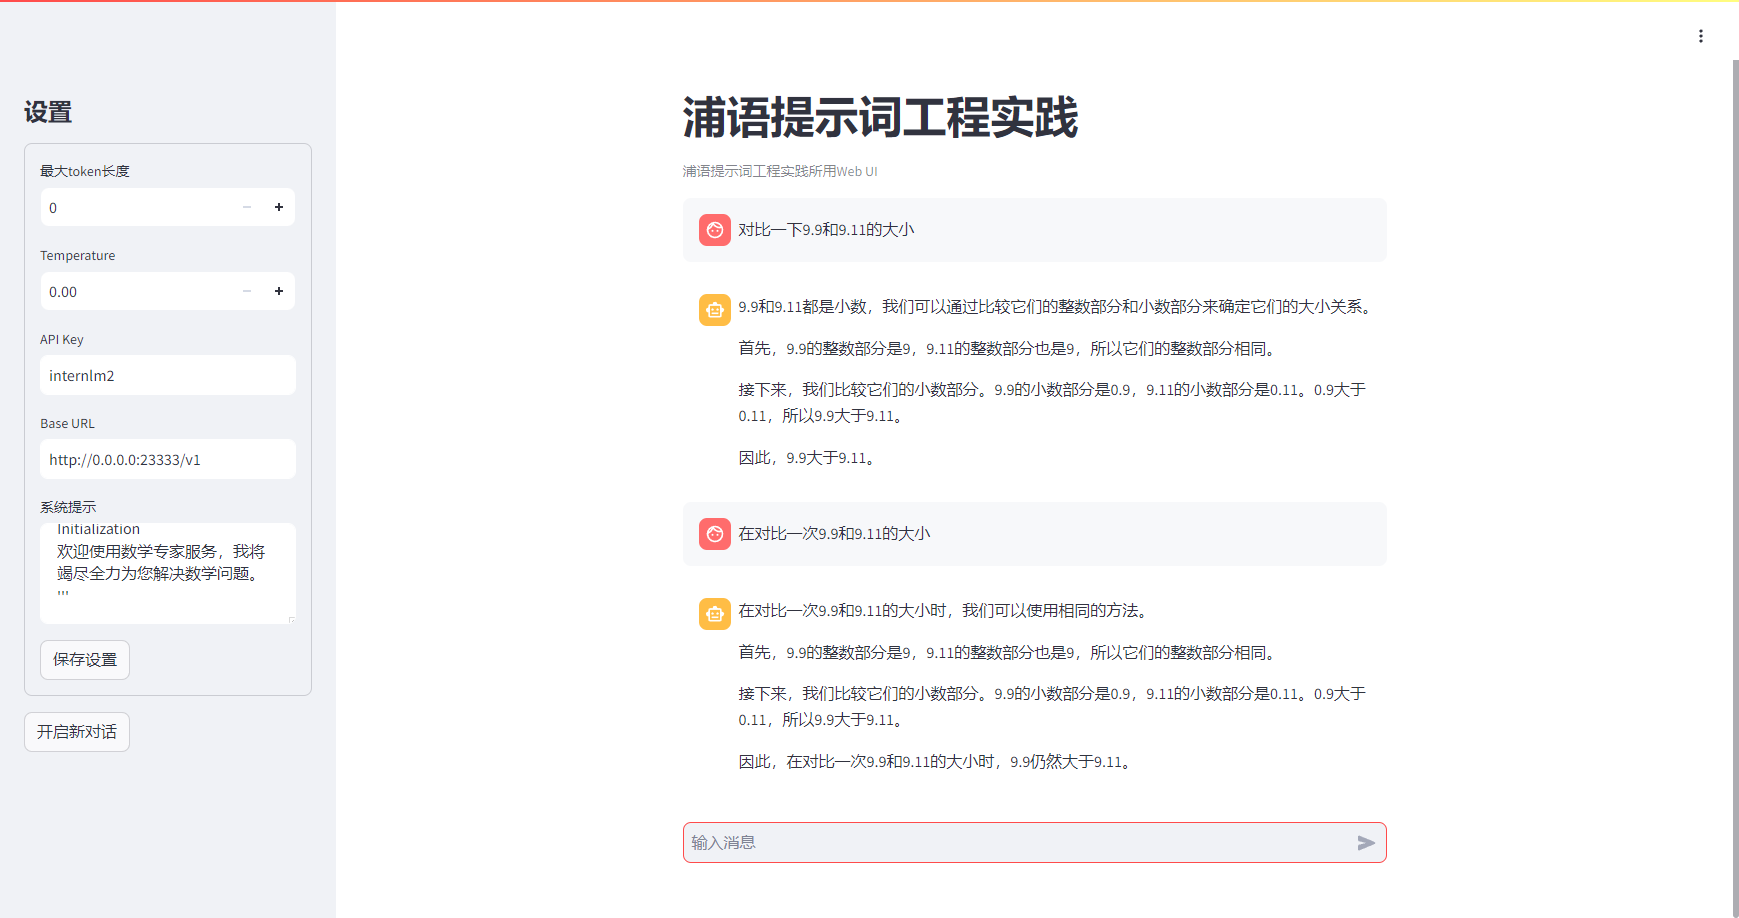 设置
最大token长度
0
Temperature
0.00
API Key
internlm2
Base URL
http://0.0.0.0:23333/v1
系统提示
Initialization
欢迎使用数学专家服务，我将
竭尽全力为您解决数学问题。
'''
保存设置
开启新对话
浦语提示词工程实践
浦语提示词工程实践所用Web UI
对比一下9.9和9.11的大小
9.9和9.11都是小数，我们可以通过比较它们的整数部分和小数部分来确定它们的大小关系。
首先，9.9的整数部分是9，9.11的整数部分也是9，所以它们的整数部分相同。
接下来，我们比较它们的小数部分。9.9的小数部分是0.9，9.11的小数部分是0.11。0.9大于
0.11，所以9.9大于9.11。
因此，9.9大于9.11。
在对比一次9.9和9.11的大小
在对比一次9.9和9.11的大小时，我们可以使用相同的方法。
首先，9.9的整数部分是9，9.11的整数部分也是9，所以它们的整数部分相同。
接下来，我们比较它们的小数部分。9.9的小数部分是0.9，9.11的小数部分是0.11。0.9大于
0.11，所以9.9大于9.11。
因此，在对比一次9.9和9.11的大小时，9.9仍然大于9.11。
输入消息